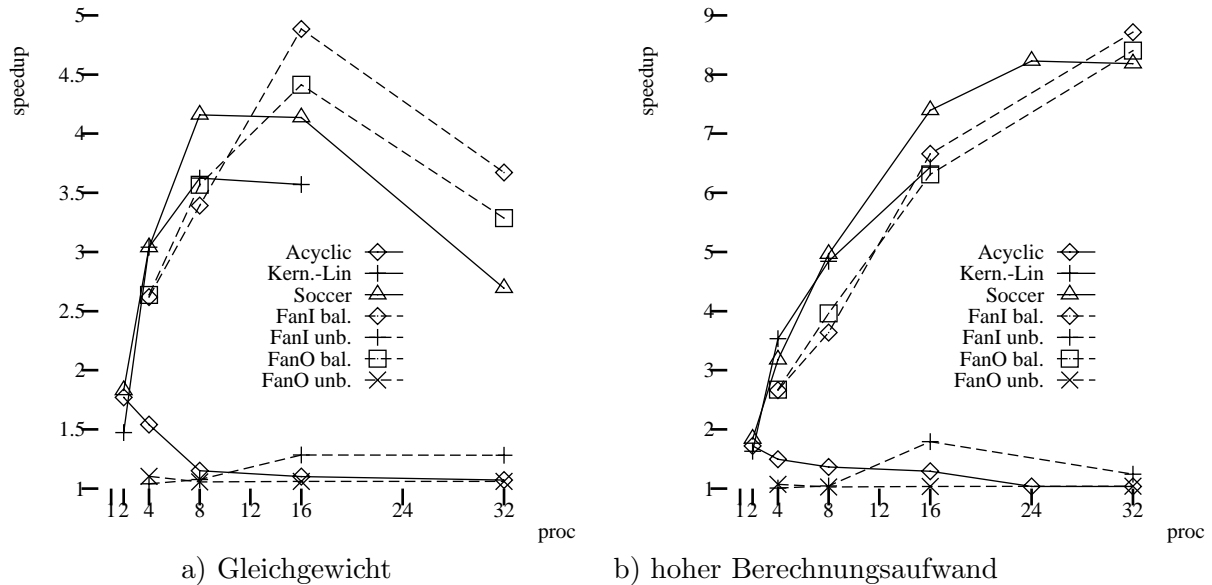 speedup
5
4.5
4
3.5
3
2.5
2
1.5
1
Acyclic
Kern.-Lin
Soccer
FanI bal.
FanI unb.
FanO bal.
FanO unb.
1 2 4 8 12 16 24 32
proc
a) Gleichgewicht
speedup
9
8
7
6
5
4
3
2
1
Acyclic
Kern.-Lin
Soccer
FanI bal.
FanI unb.
FanO bal.
FanO unb.
1 2 4 8 12 16 24 32
proc
b) hoher Berechnungsaufwand